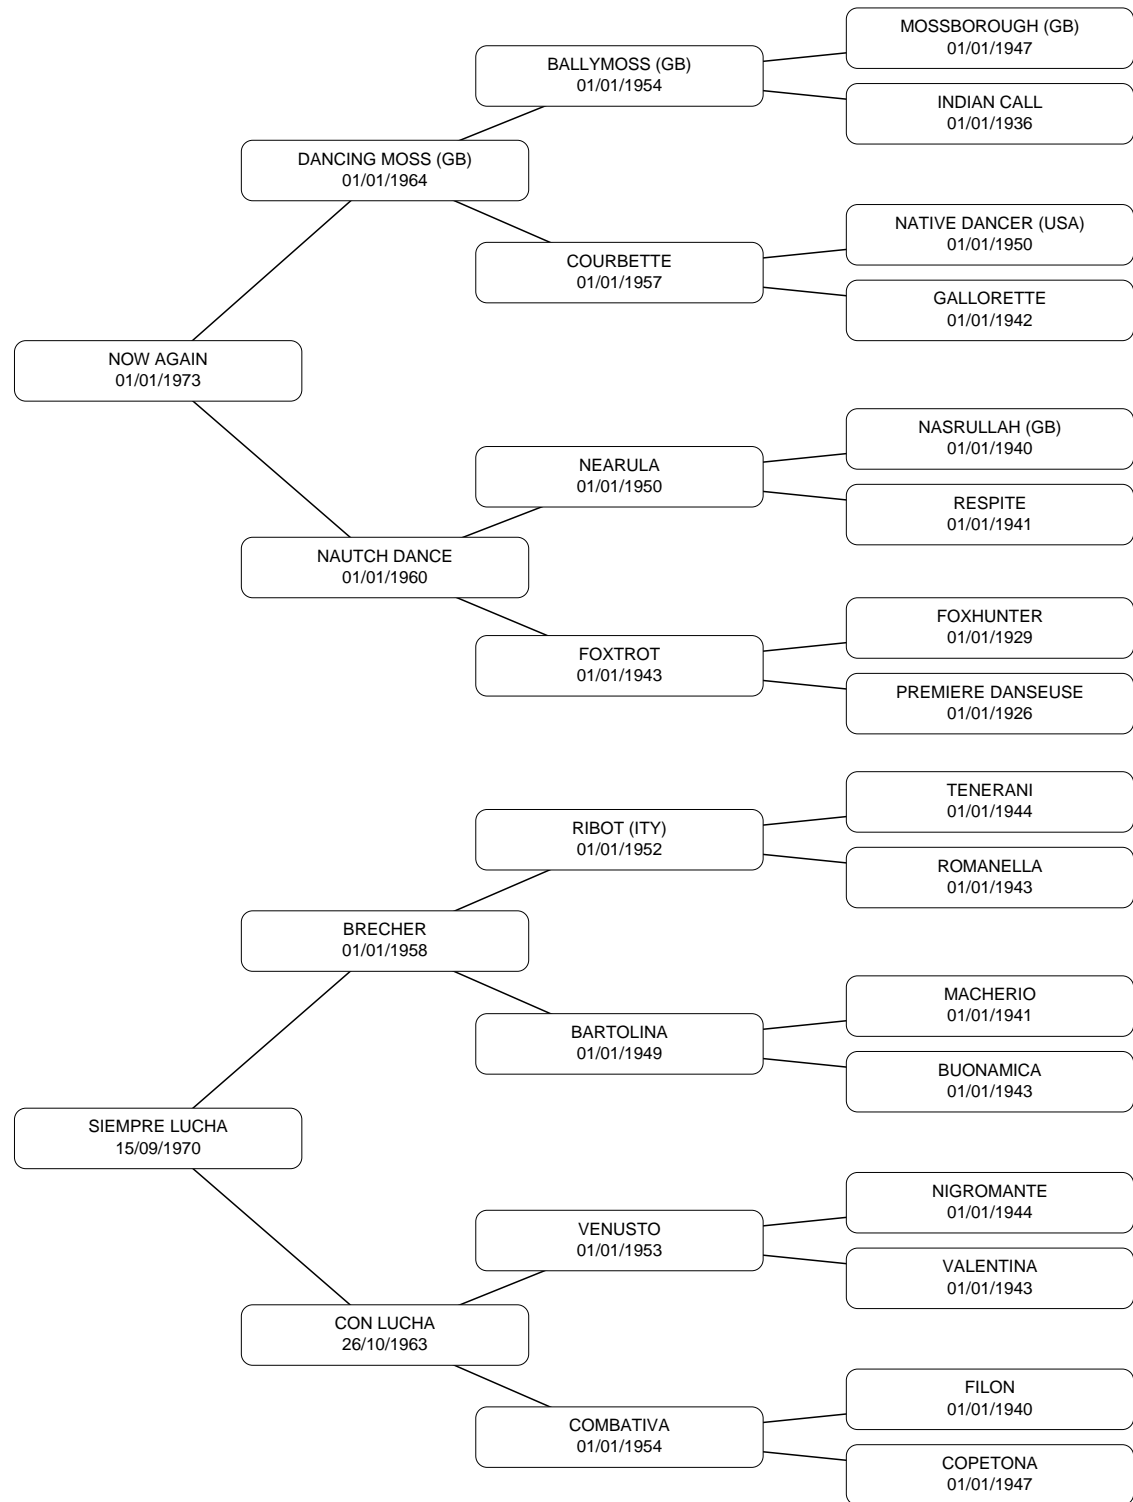 MOSSBOROUGH (GB)
01/01/1947
BALLYMOSS (GB)
01/01/1954
INDIAN CALL
01/01/1936
DANCING MOSS (GB)
01/01/1964
NATIVE DANCER (USA)
01/01/1950
COURBETTE
01/01/1957
GALLORETTE
01/01/1942
NOW AGAIN
01/01/1973
NASRULLAH (GB)
01/01/1940
NEARULA
01/01/1950
RESPITE
01/01/1941
NAUTCH DANCE
01/01/1960
FOXHUNTER
01/01/1929
FOXTROT
01/01/1943
PREMIERE DANSEUSE
01/01/1926
TENERANI
01/01/1944
RIBOT (ITY)
01/01/1952
ROMANELLA
01/01/1943
BRECHER
01/01/1958
MACHERIO
01/01/1941
BARTOLINA
01/01/1949
BUONAMICA
01/01/1943
SIEMPRE LUCHA
15/09/1970
NIGROMANTE
01/01/1944
VENUSTO
01/01/1953
VALENTINA
01/01/1943
CON LUCHA
26/10/1963
FILON
01/01/1940
COMBATIVA
01/01/1954
COPETONA
01/01/1947